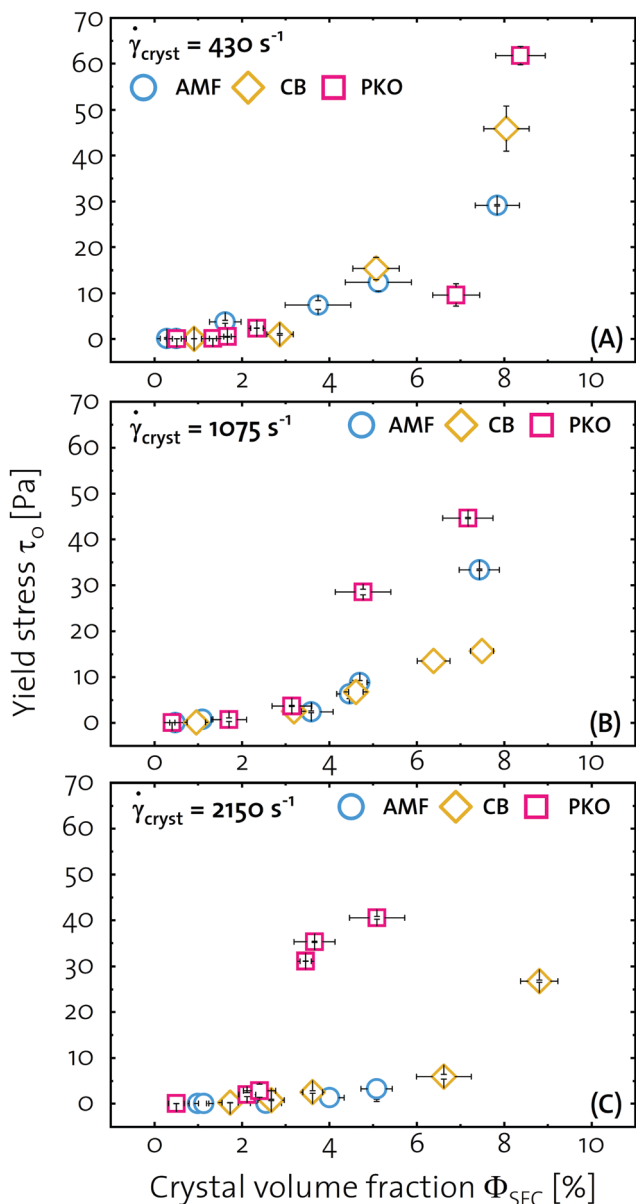 70
60
50
40
30
20
10
0
γ̇cryst = 430 s⁻¹
AMF CB PKO
(A)
0 2 4 6 8 10
70
60
50
40
30
20
10
0
γ̇cryst = 1075 s⁻¹ AMF CB PKO
(B)
0 2 4 6 8 10
Yield stress τ₀ [Pa]
70
60
50
40
30
20
10
0
γ̇cryst = 2150 s⁻¹ AMF CB PKO
(C)
0 2 4 6 8 10
Crystal volume fraction Φ_SFC [%]